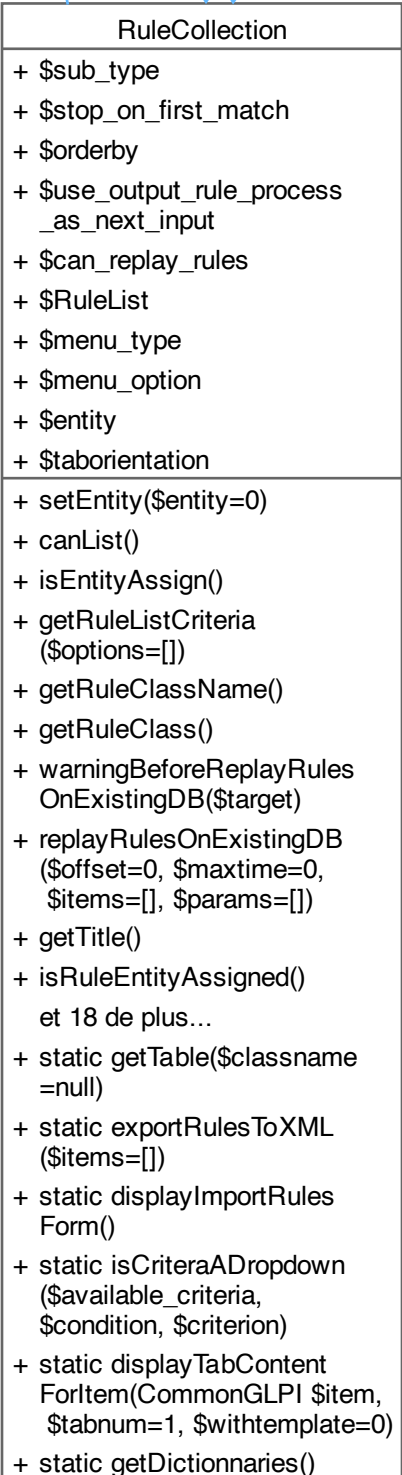 RuleCollection
+ $sub_type
+ $stop_on_first_match
+ $orderby
+ $use_output_rule_process
_as_next_input
+ $can_replay_rules
+ $RuleList
+ $menu_type
+ $menu_option
+ $entity
+ $taborientation
+ setEntity($entity=0)
+ canList()
+ isEntityAssign()
+ getRuleListCriteria
($options=[])
+ getRuleClassName()
+ getRuleClass()
+ warningBeforeReplayRules
OnExistingDB($target)
+ replayRulesOnExistingDB
($offset=0, $maxtime=0,
$items=[], $params=[])
+ getTitle()
+ isRuleEntityAssigned()
et 18 de plus...
+ static getTable($classname
=null)
+ static exportRulesToXML
($items=[])
+ static displayImportRules
Form()
+ static isCriteraADropdown
($available_criteria,
$condition, $criterion)
+ static displayTabContent
ForItem(CommonGLPI $item,
$tabnum=1, $withtemplate=0)
+ static getDictionnaries()